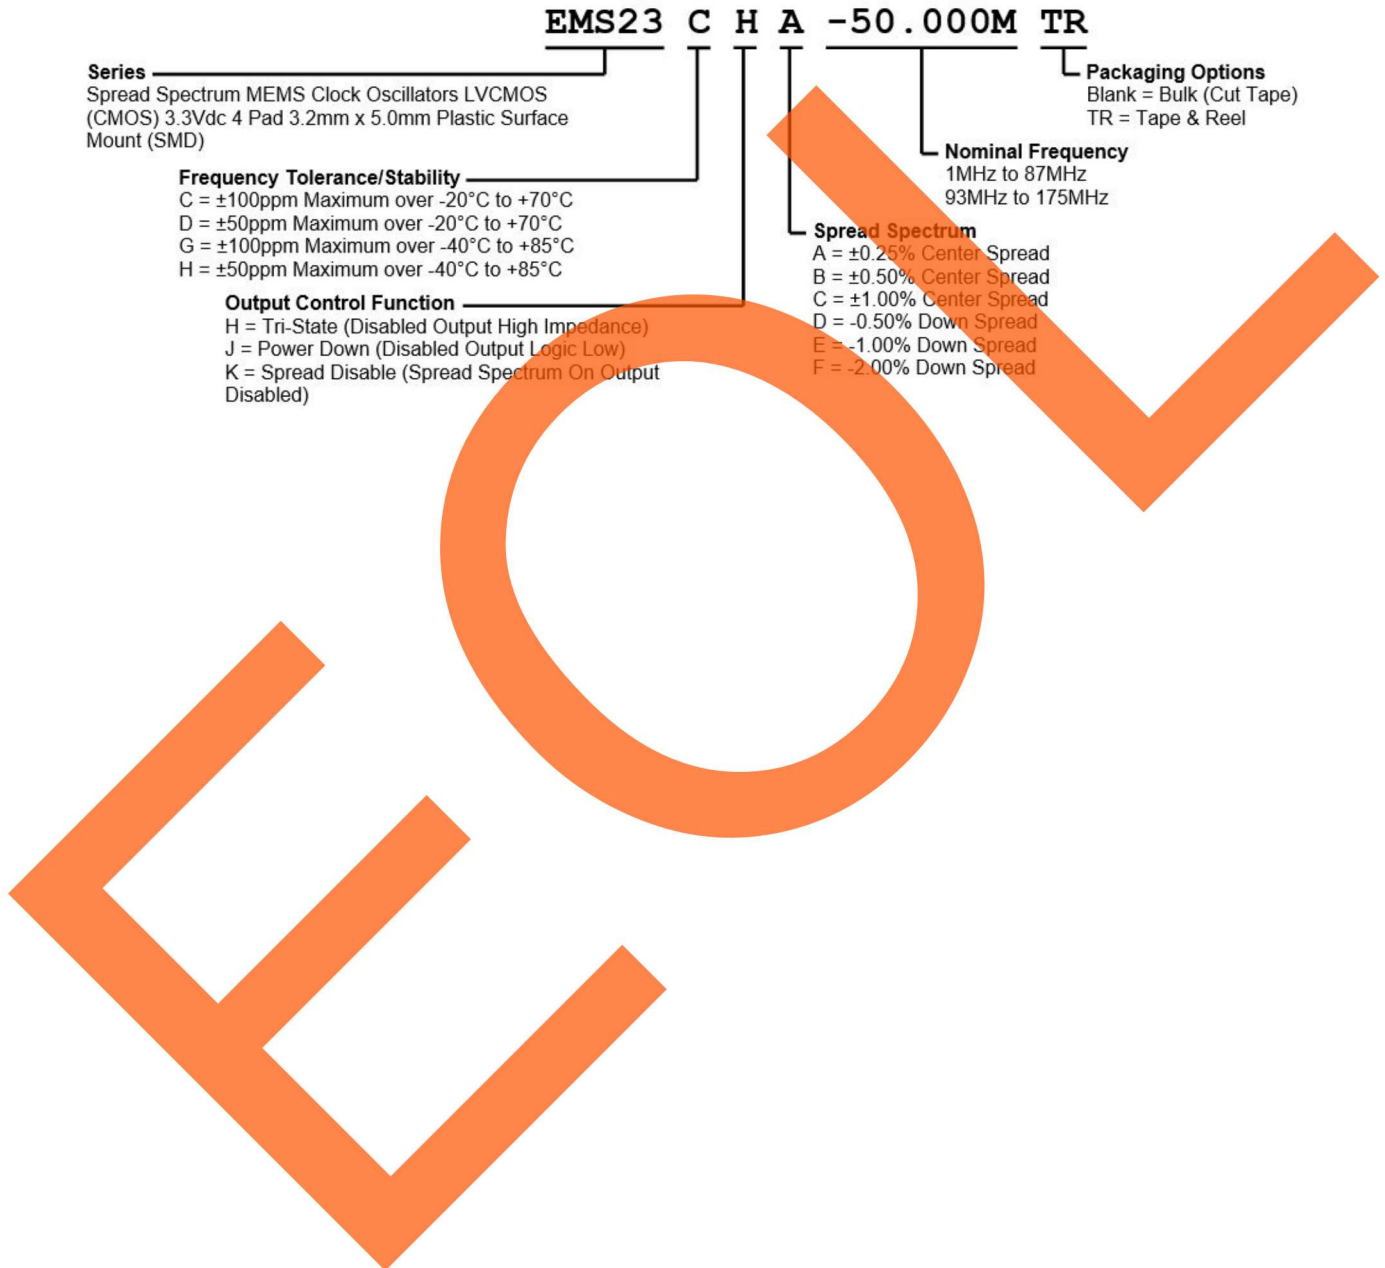 EMS23 C H A -50.000M TR
Series
Spread Spectrum MEMS Clock Oscillators LVCMOS
(CMOS) 3.3Vdc 4 Pad 3.2mm x 5.0mm Plastic Surface
Mount (SMD)
Packaging Options
Blank = Bulk (Cut Tape)
TR = Tape & Reel
Nominal Frequency
1MHz to 87MHz
93MHz to 175MHz
Frequency Tolerance/Stability
C = ±100ppm Maximum over -20°C to +70°C
D = ±50ppm Maximum over -20°C to +70°C
G = ±100ppm Maximum over -40°C to +85°C
H = ±50ppm Maximum over -40°C to +85°C
Spread Spectrum
A = ±0.25% Center Spread
B = ±0.50% Center Spread
C = ±1.00% Center Spread
D = -0.50% Down Spread
E = -1.00% Down Spread
F = -2.00% Down Spread
Output Control Function
H = Tri-State (Disabled Output High Impedance)
J = Power Down (Disabled Output Logic Low)
K = Spread Disable (Spread Spectrum On Output
Disabled)
EOL